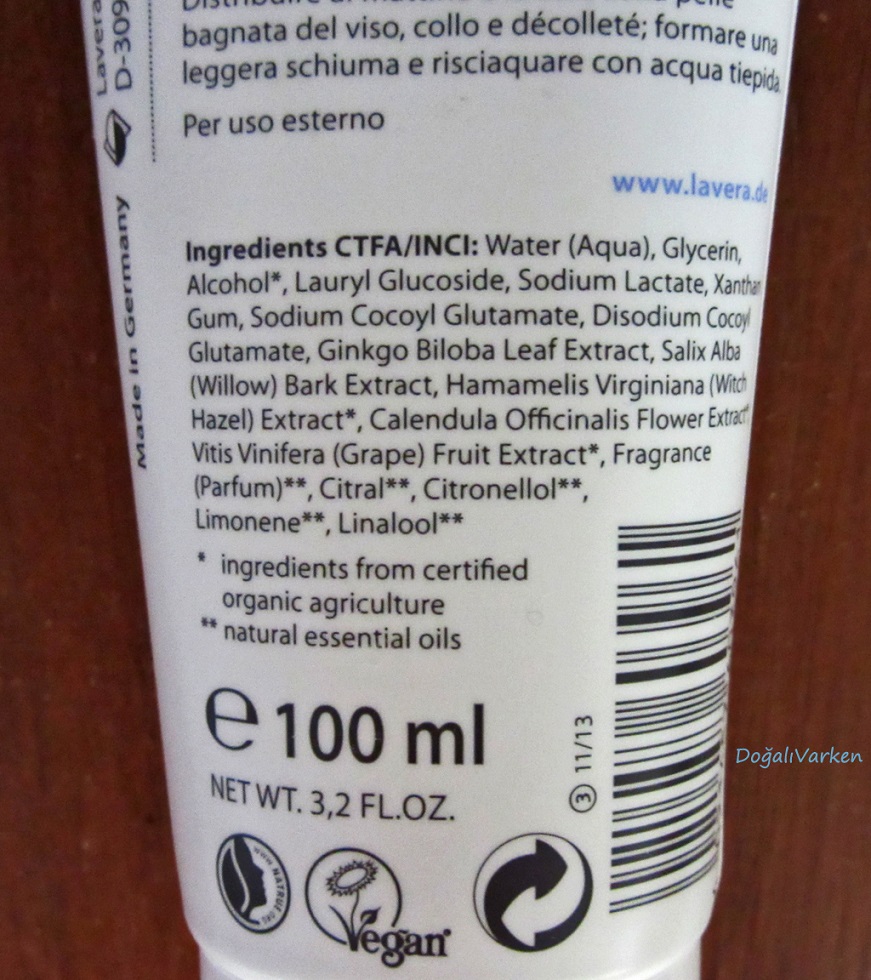 bagnata del viso, collo e décolleté; formare una
leggera schiuma e risciaquare con acqua tiepida.
Per uso esterno
www.lavera.de
Ingredients CTFA/INCI: Water (Aqua), Glycerin,
Alcohol*, Lauryl Glucoside, Sodium Lactate, Xanthan
Gum, Sodium Cocoyl Glutamate, Disodium Cocoyl
Glutamate, Ginkgo Biloba Leaf Extract, Salix Alba
(Willow) Bark Extract, Hamamelis Virginiana (Witch
Hazel) Extract*, Calendula Officinalis Flower Extract*
Vitis Vinifera (Grape) Fruit Extract*, Fragrance
(Parfum)**, Citral**, Citronellol**,
Limonene**, Linalool**
* ingredients from certified
organic agriculture
** natural essential oils
e 100 ml
NET WT. 3,2 FL.OZ.
3 11/13
Vegan
Lavera
D-309
Made in Germany
DoğalıVarken